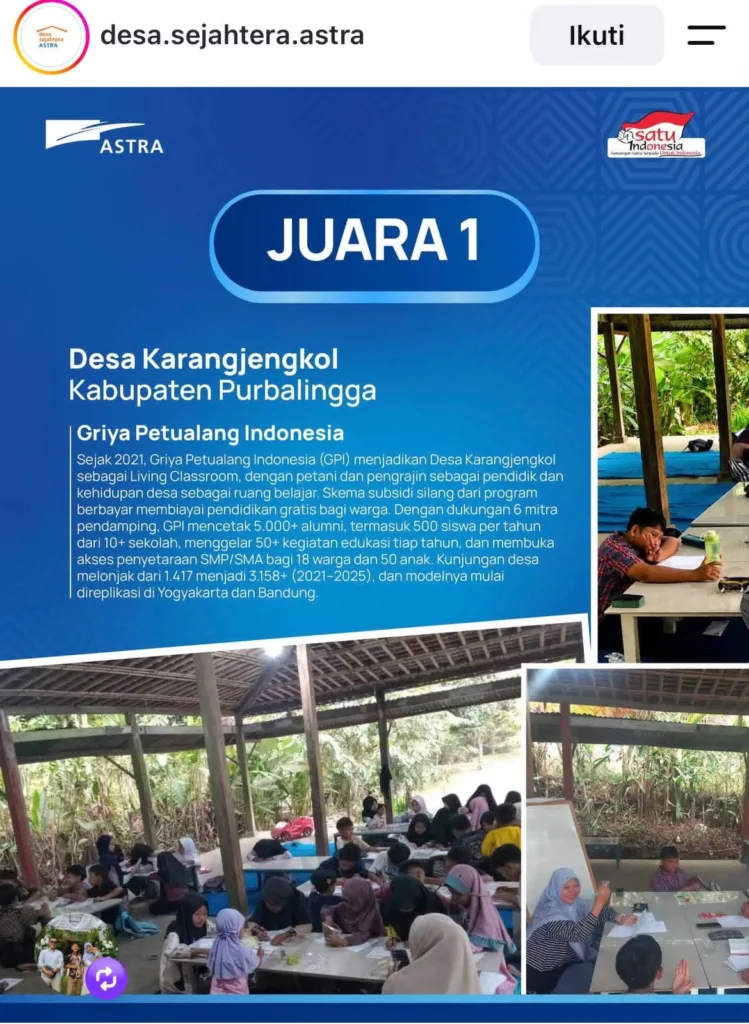 desa sejahtera ASTRA
desa.sejahtera.astra
Ikuti
ASTRA
satu Indonesia
JUARA 1
Desa Karangjengkol
Kabupaten Purbalingga
Griya Petualang Indonesia
Sejak 2021, Griya Petualang Indonesia (GPI) menjadikan Desa Karangjengkol
sebagai Living Classroom, dengan petani dan pengrajin sebagai pendidik dan
kehidupan desa sebagai ruang belajar. Skema subsidi silang dari program
berbayar membiayai pendidikan gratis bagi warga. Dengan dukungan 6 mitra
pendamping, GPI mencetak 5.000+ alumni, termasuk 500 siswa per tahun
dari 10+ sekolah, menggelar 50+ kegiatan edukasi tiap tahun, dan membuka
akses penyetaraan SMP/SMA bagi 18 warga dan 50 anak. Kunjungan desa
melonjak dari 1.417 menjadi 3.158+ (2021–2025), dan modelnya mulai
direplikasi di Yogyakarta dan Bandung.